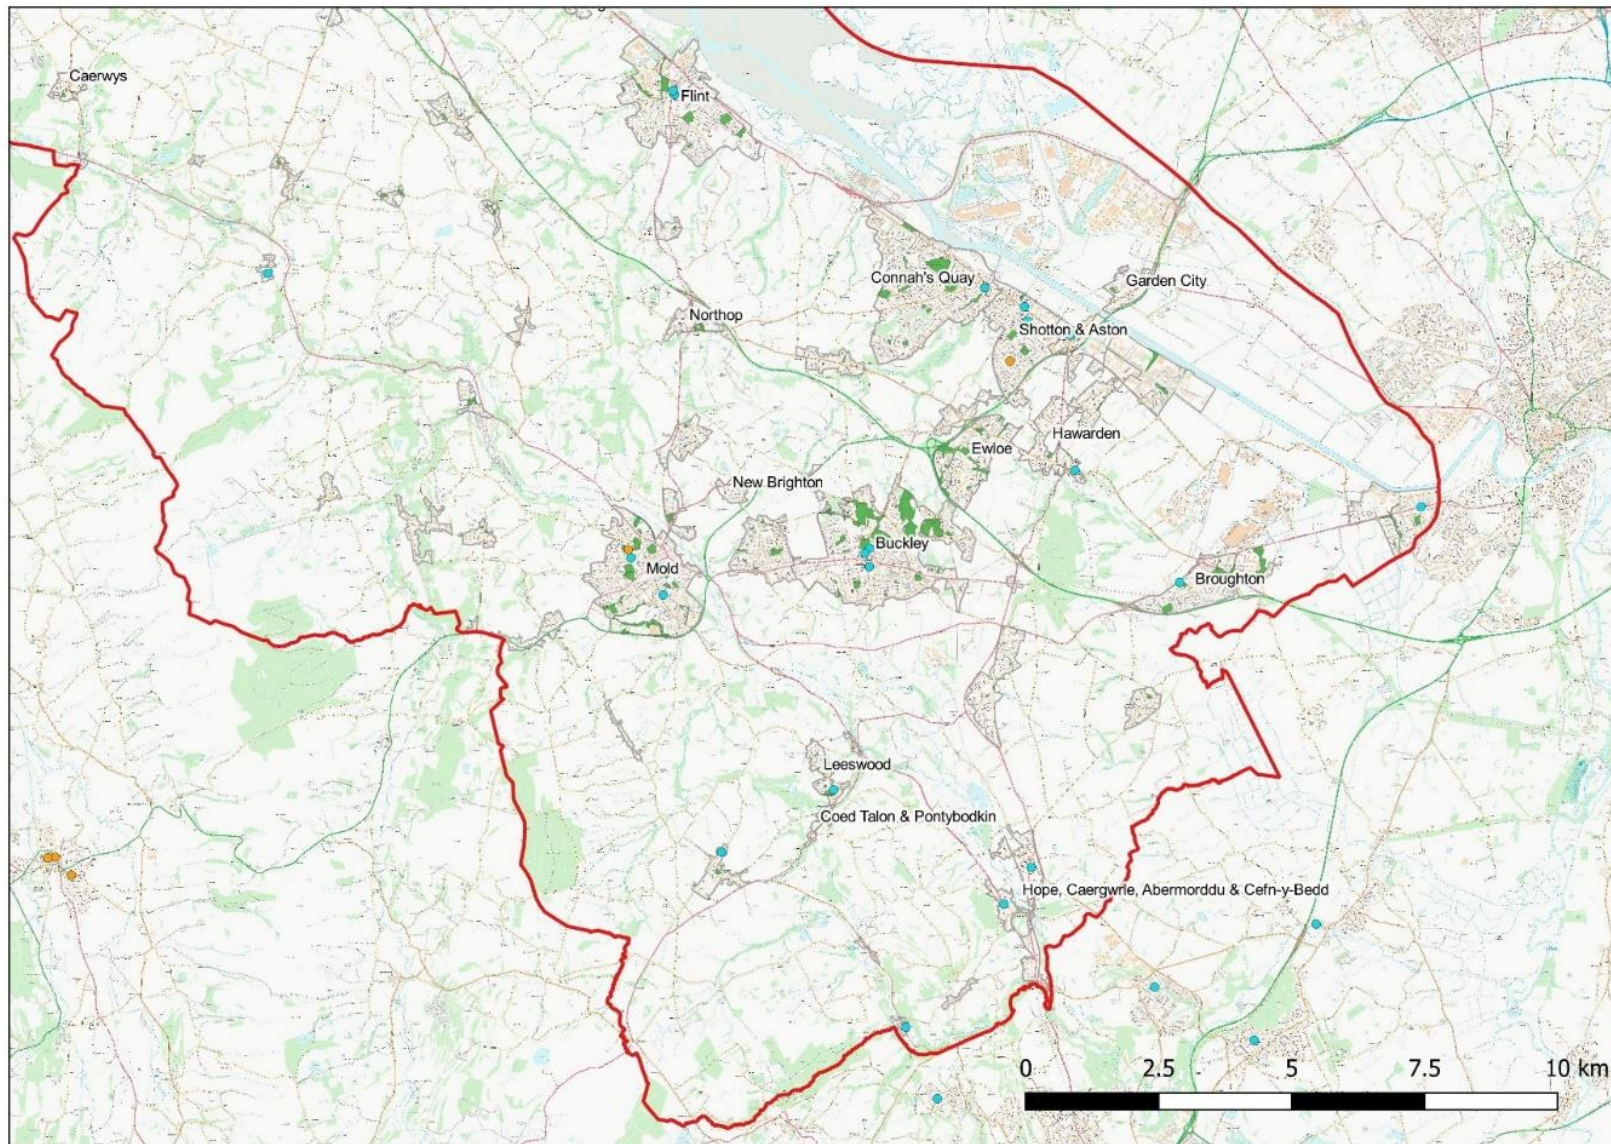 Caerwys
Flint
Connah's Quay
Garden City
Northop
Shotton & Aston
Hawarden
Ewloe
New Brighton
Buckley
Mold
Broughton
Leeswood
Coed Talon & Pontybodkin
Hope, Caergwrle, Abermorddu & Cefn-y-Bedd
0 2.5 5 7.5 10 km